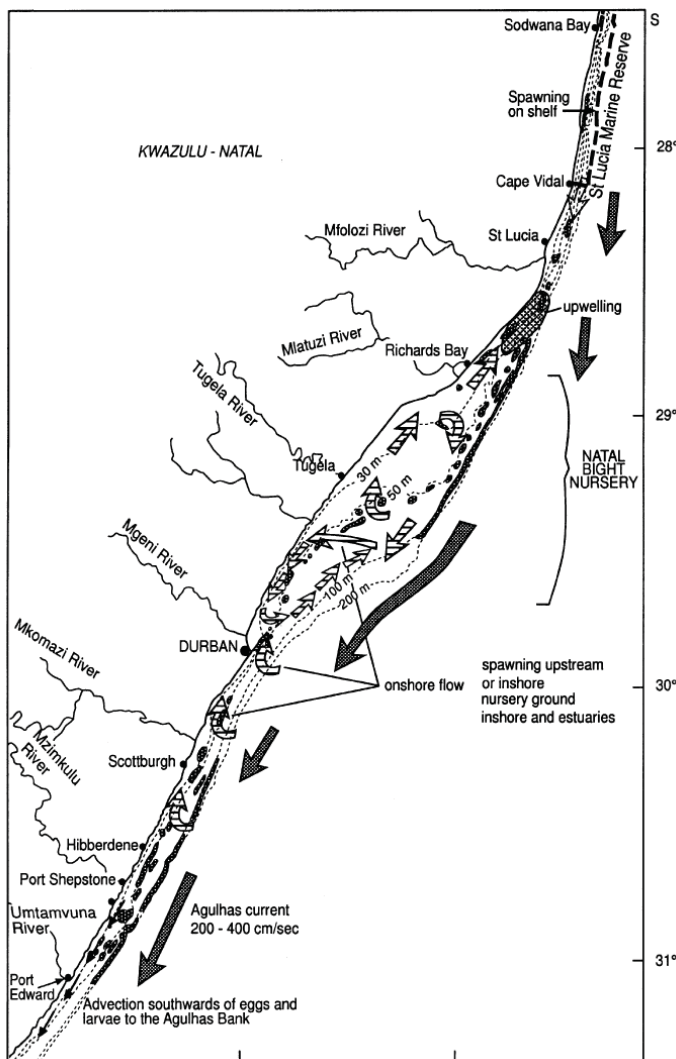 S
Sodwana Bay
Spawning
on shelf
St Lucia Marine Reserve
KWAZULU - NATAL
28°
Cape Vidal
Mfolozi River
St Lucia
upwelling
Mlatuzi River
Richards Bay
Tugela River
29°
NATAL
BIGHT
NURSERY
30 m
Tugela
50 m
Mgeni River
100 m
200 m
DURBAN
Mkomazi River
onshore flow
spawning upstream
or inshore
nursery ground
inshore and estuaries
30°
Mzimkulu
River
Scottburgh
Hibberdene
Port Shepstone
Agulhas current
200 - 400 cm/sec
Umtamvuna
River
Port
Edward
31°
Advection southwards of eggs and
larvae to the Agulhas Bank